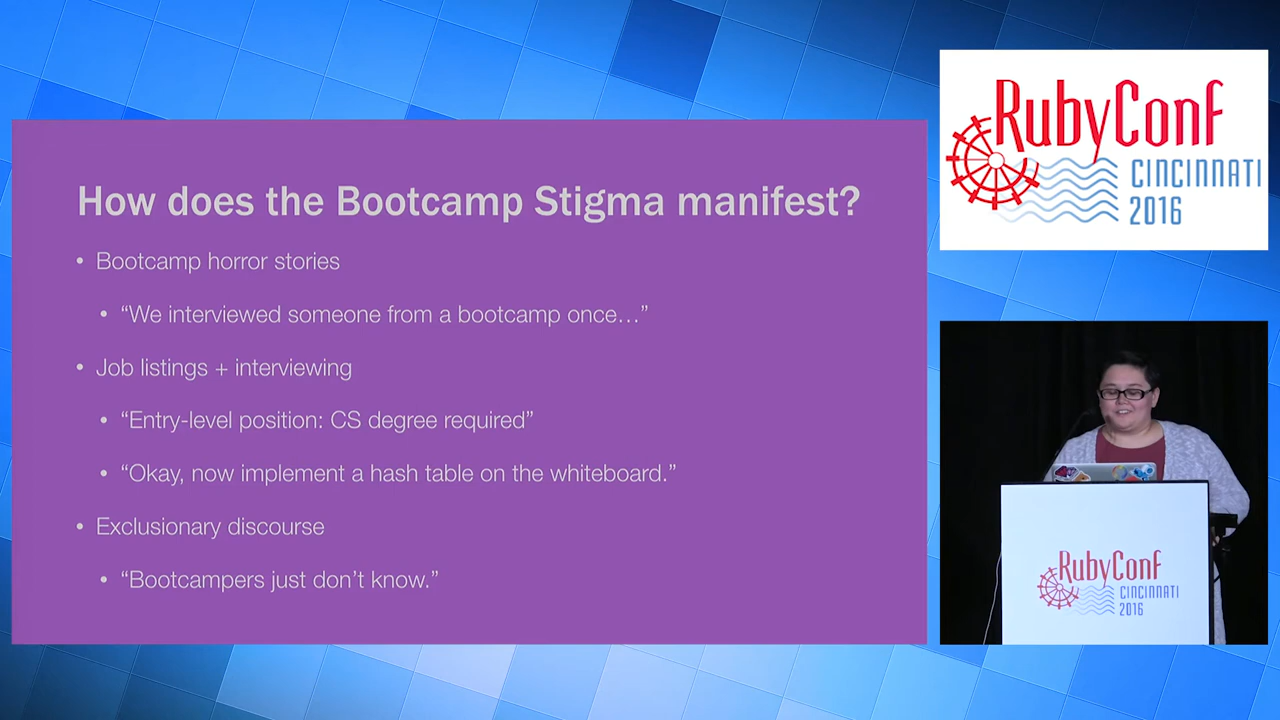 How does the Bootcamp Stigma manifest?
• Bootcamp horror stories
• “We interviewed someone from a bootcamp once…”
• Job listings + interviewing
• “Entry-level position: CS degree required”
• “Okay, now implement a hash table on the whiteboard.”
• Exclusionary discourse
• “Bootcampers just don’t know.”
RubyConf
CINCINNATI
2016
RubyConf
CINCINNATI
2016